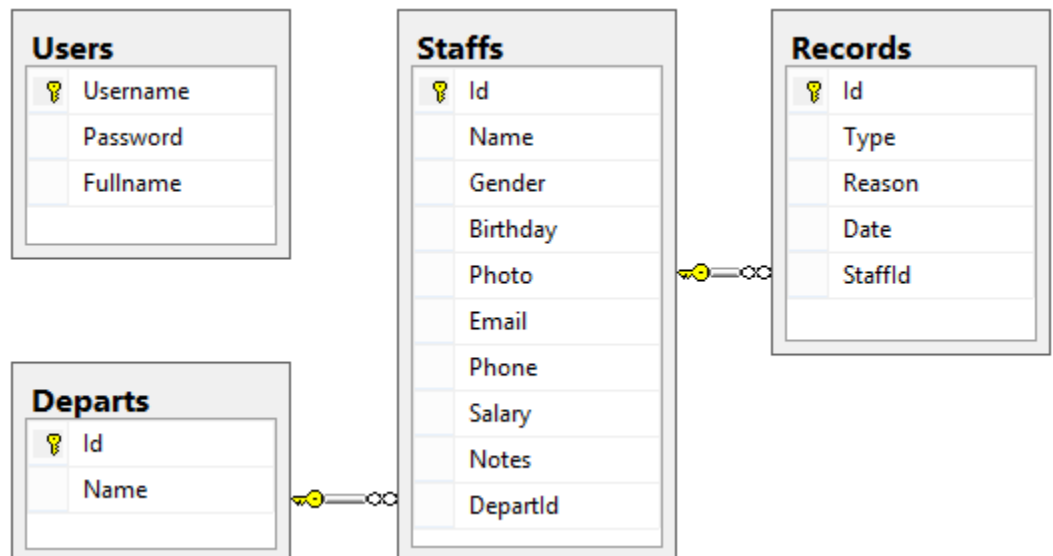 Users
Username
Password
Fullname
Departs
Id
Name
Staffs
Id
Name
Gender
Birthday
Photo
Email
Phone
Salary
Notes
DepartId
Records
Id
Type
Reason
Date
StaffId